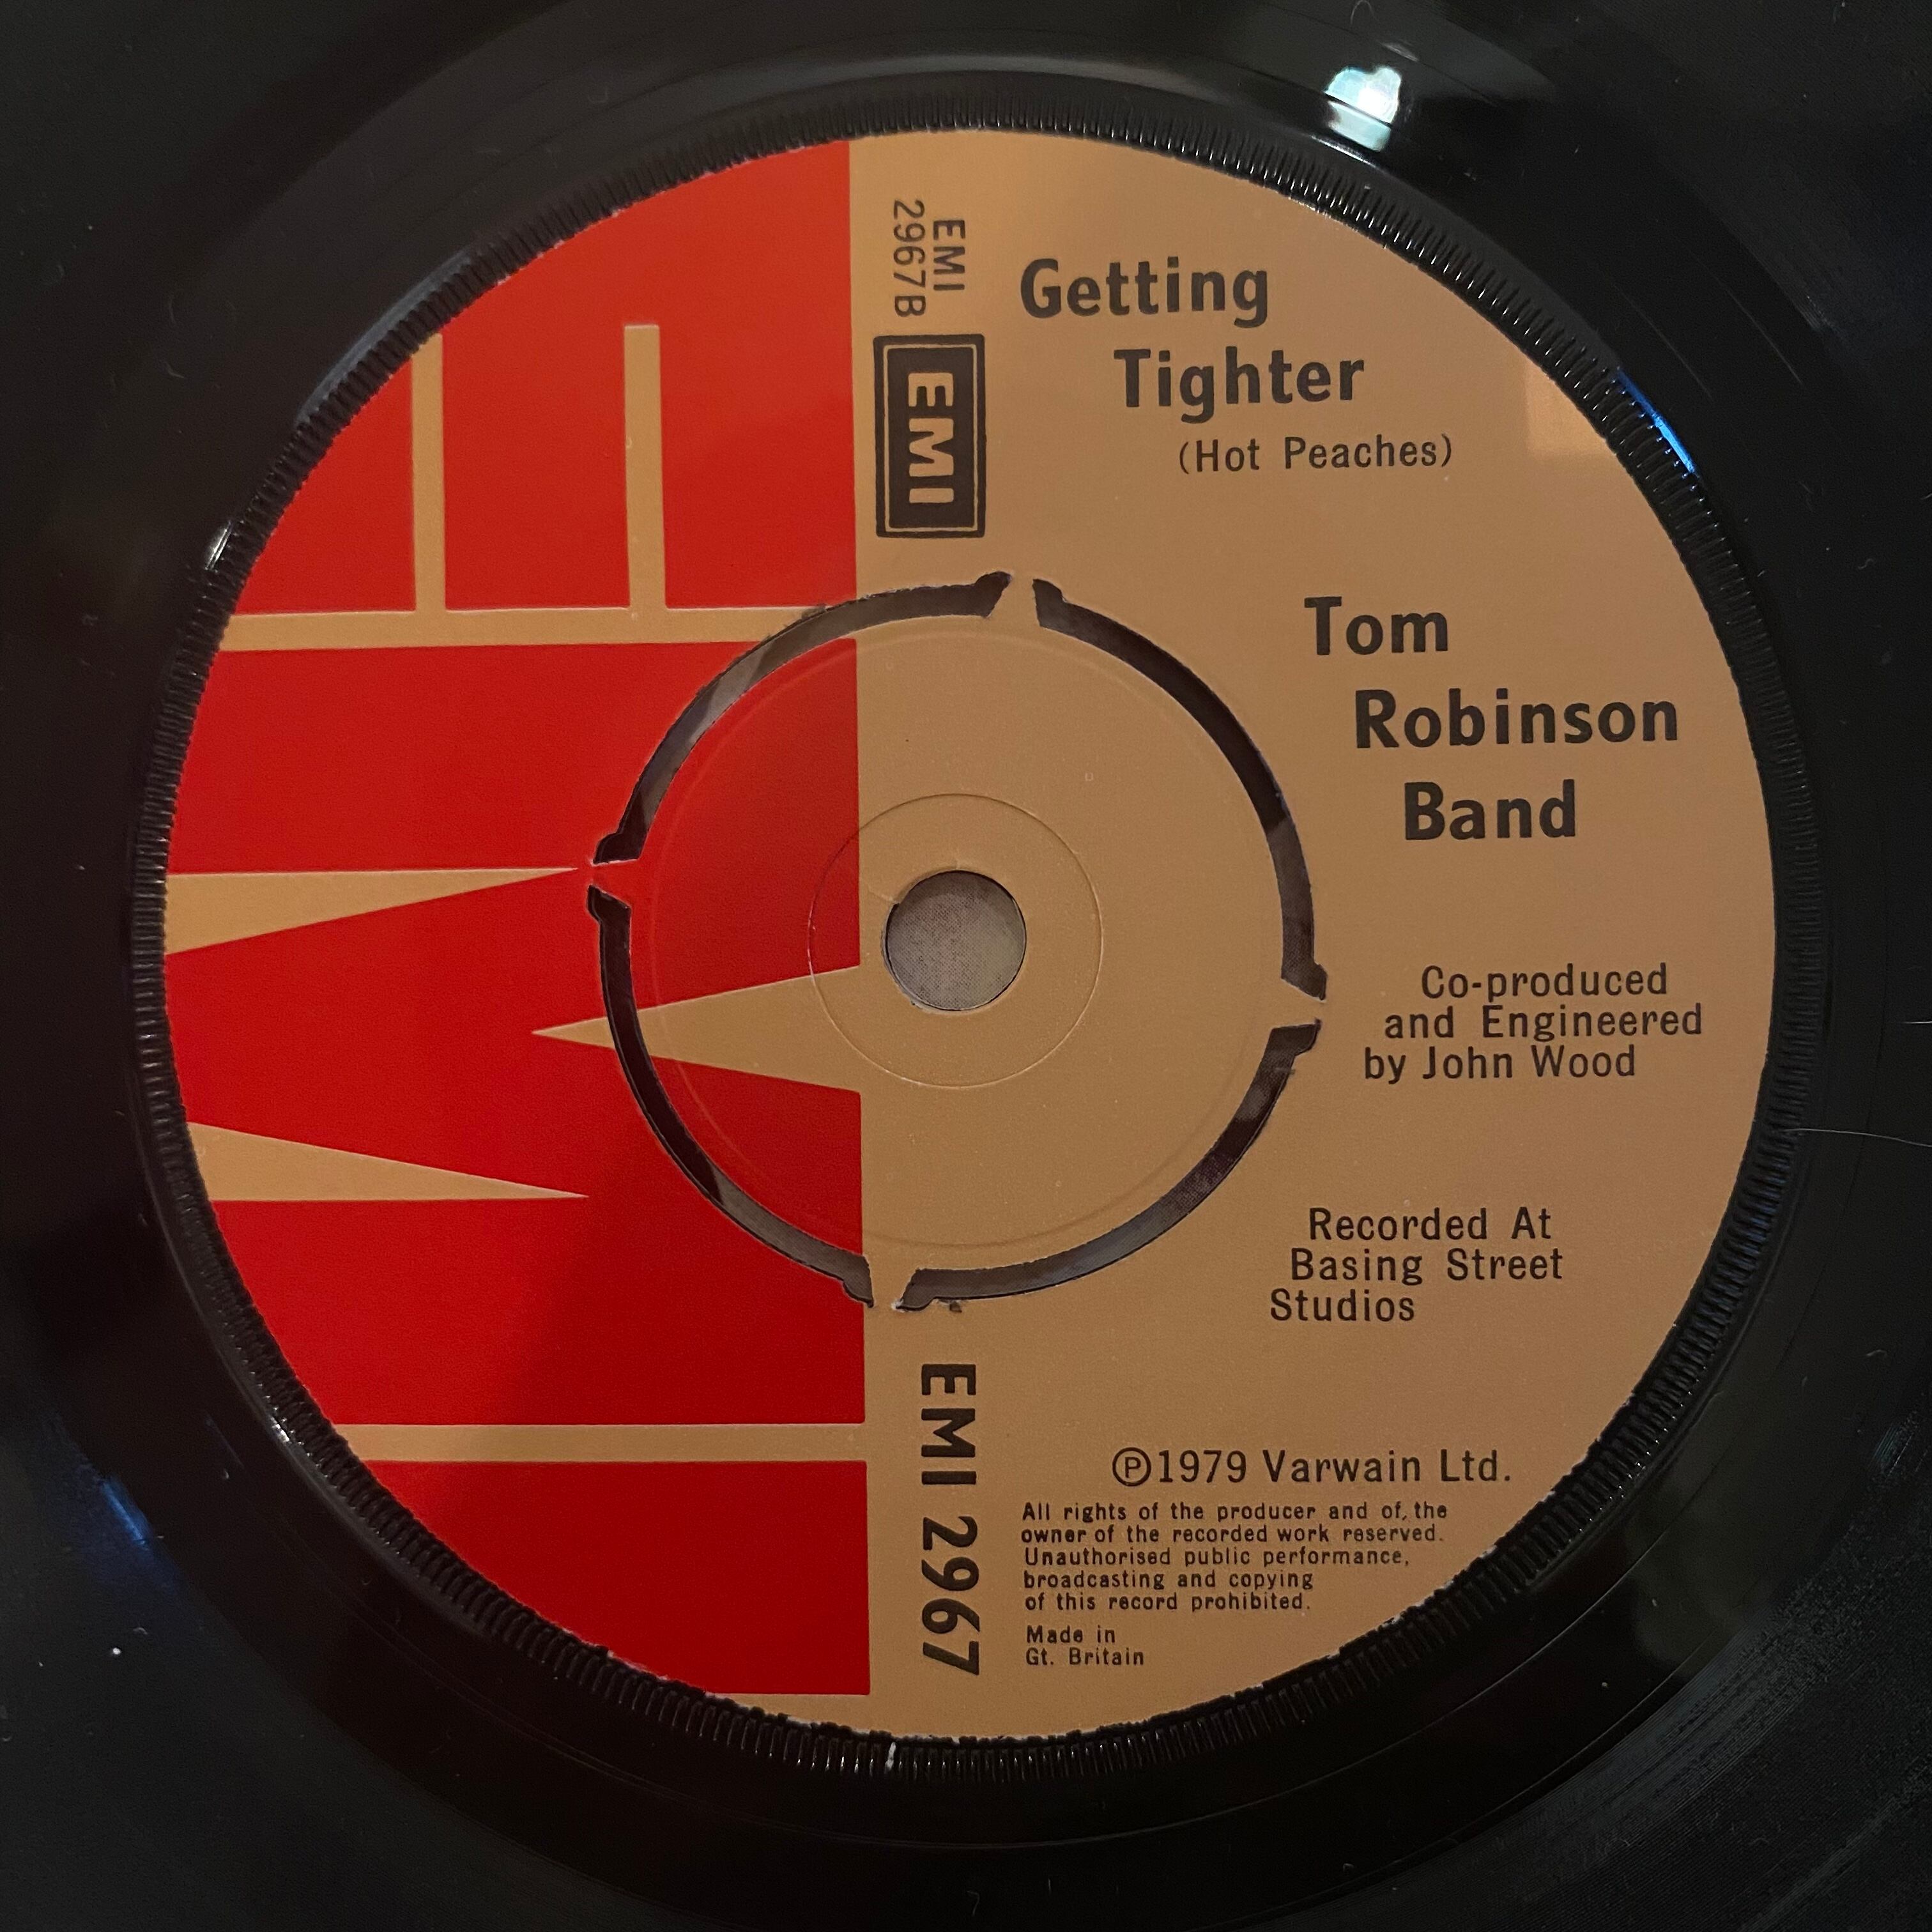 EMI
2967B
EMI
Getting
Tighter
(Hot Peaches)
Tom
Robinson
Band
Co-produced
and Engineered
by John Wood
Recorded At
Basing Street
Studios
EMI 2967
℗1979 Varwain Ltd.
All rights of the producer and of, the
owner of the recorded work reserved.
Unauthorised public performance,
broadcasting and copying
of this record prohibited.
Made in
Gt. Britain
EMI